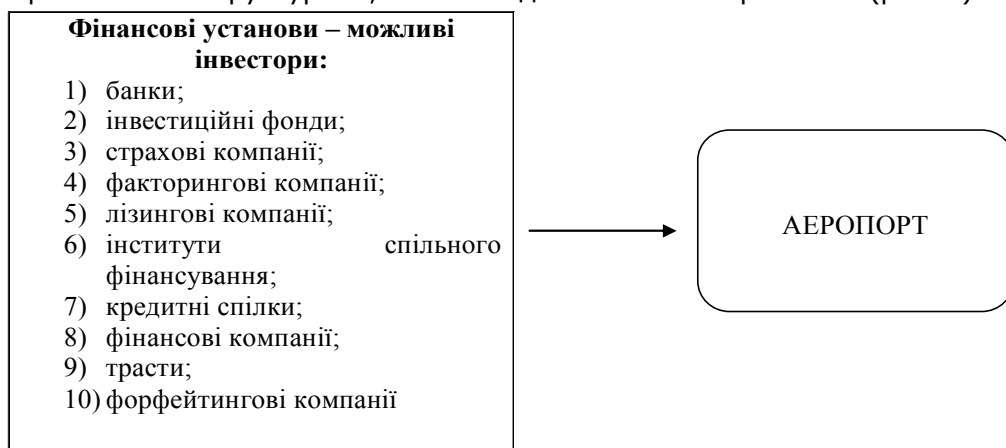 Фінансові установи – можливі
інвестори:
1) банки;
2) інвестиційні фонди;
3) страхові компанії;
4) факторингові компанії;
5) лізингові компанії;
6) інститути спільного
фінансування;
7) кредитні спілки;
8) фінансові компанії;
9) трасти;
10) форфейтингові компанії
АЕРОПОРТ